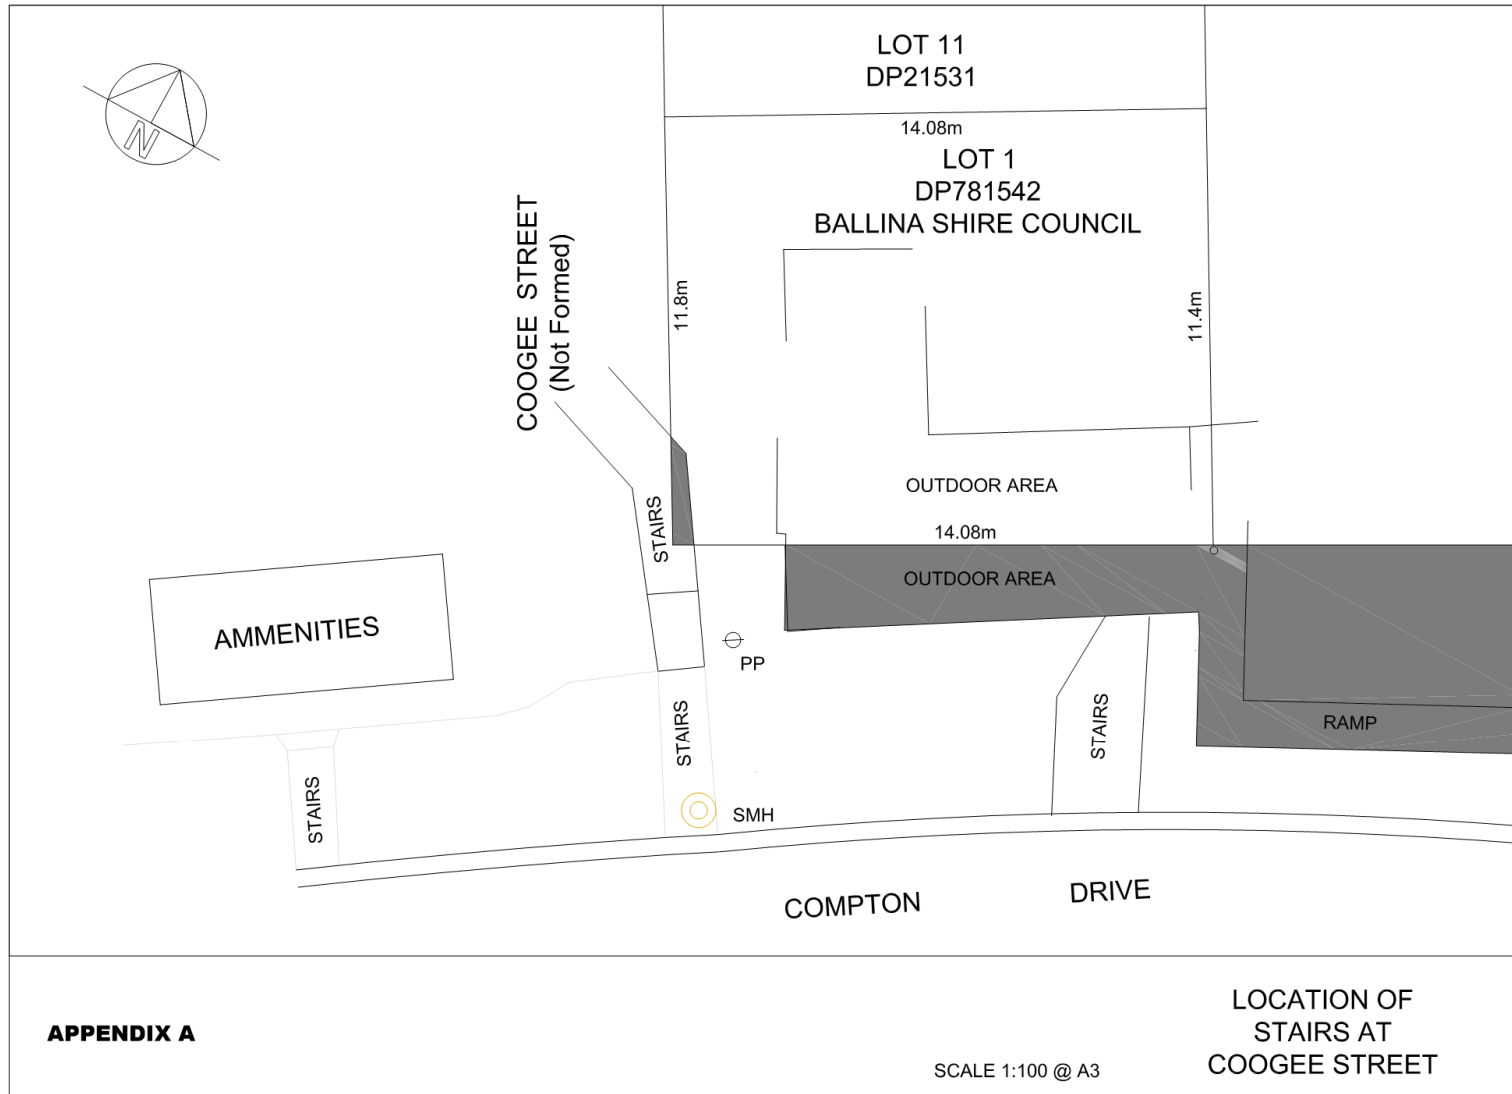 LOT 11
DP21531
14.08m
LOT 1
DP781542
BALLINA SHIRE COUNCIL
N
COOGEE STREET
(Not Formed)
11.8m
11.4m
OUTDOOR AREA
STAIRS
14.08m
OUTDOOR AREA
AMMENITIES
PP
STAIRS
STAIRS
RAMP
STAIRS
SMH
COMPTON DRIVE
APPENDIX A
SCALE 1:100 @ A3
LOCATION OF
STAIRS AT
COOGEE STREET